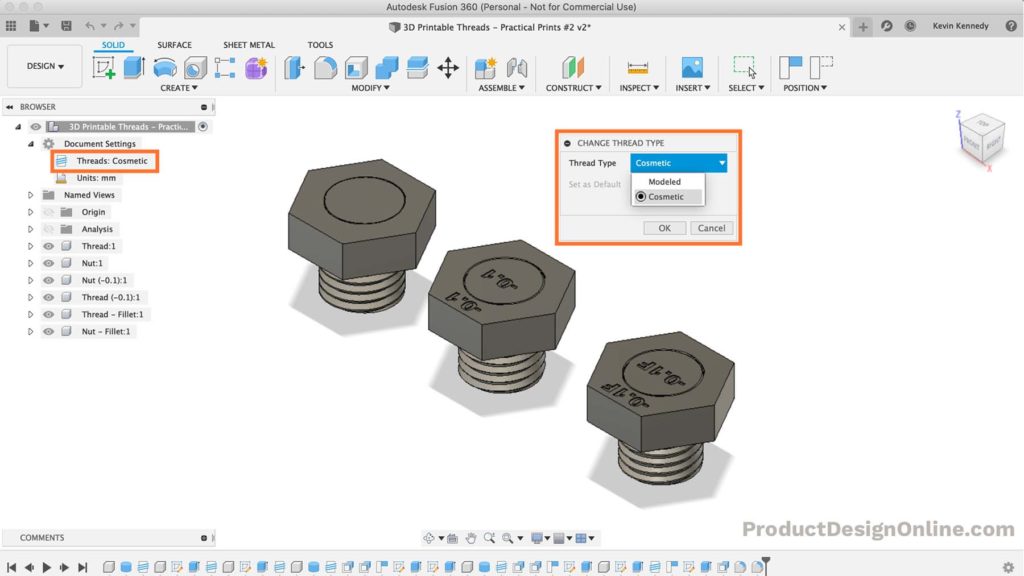 Autodesk Fusion 360 (Personal - Not for Commercial Use)
3D Printable Threads - Practical Prints #2 v2*
Kevin Kennedy
DESIGN
SOLID
SURFACE
SHEET METAL
TOOLS
CREATE
MODIFY
ASSEMBLE
CONSTRUCT
INSPECT
INSERT
SELECT
POSITION
BROWSER
3D Printable Threads - Practic...
Document Settings
Threads: Cosmetic
Units: mm
Named Views
Origin
Analysis
Thread:1
Nut:1
Nut (-0.1):1
Thread (-0.1):1
Thread - Fillet:1
Nut - Fillet:1
CHANGE THREAD TYPE
Thread Type
Cosmetic
Modeled
Set as Default
Cosmetic
OK
Cancel
Z
TOP
FRONT
RIGHT
X
-0.1
-0.1
-0.1F
-0.1F
ProductDesignOnline.com
COMMENTS